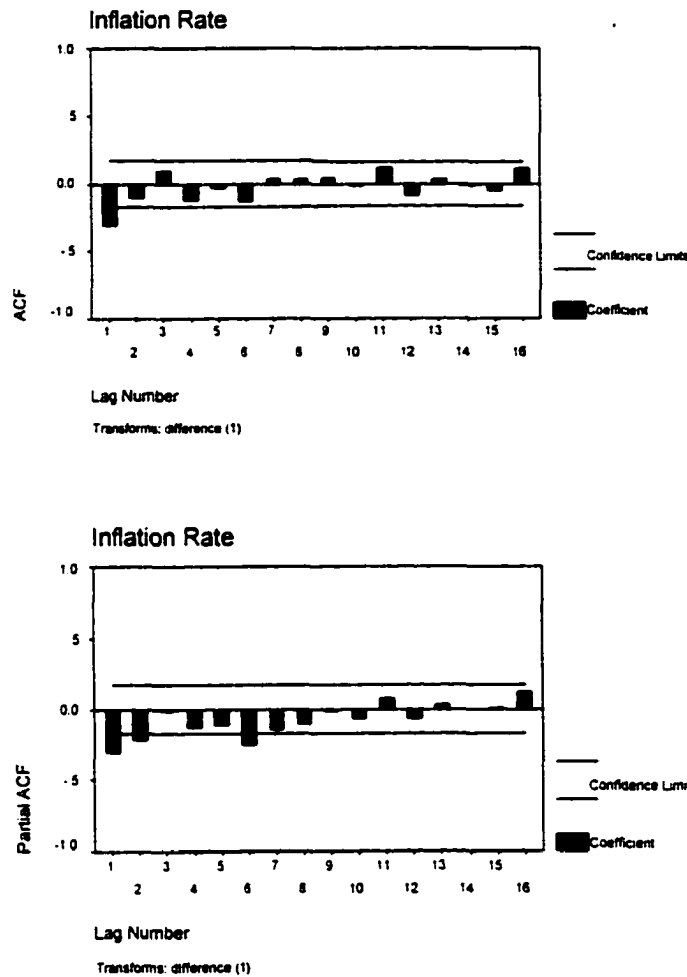 Inflation Rate
1.0
.5
0.0
-.5
-1.0
ACF
1 3 5 7 9 11 13 15
2 4 6 8 10 12 14 16
Lag Number
Transforms: difference (1)
Confidence Limits
Coefficient
Inflation Rate
1.0
.5
0.0
-.5
-1.0
Partial ACF
1 3 5 7 9 11 13 15
2 4 6 8 10 12 14 16
Lag Number
Transforms: difference (1)
Confidence Limi
Coefficient